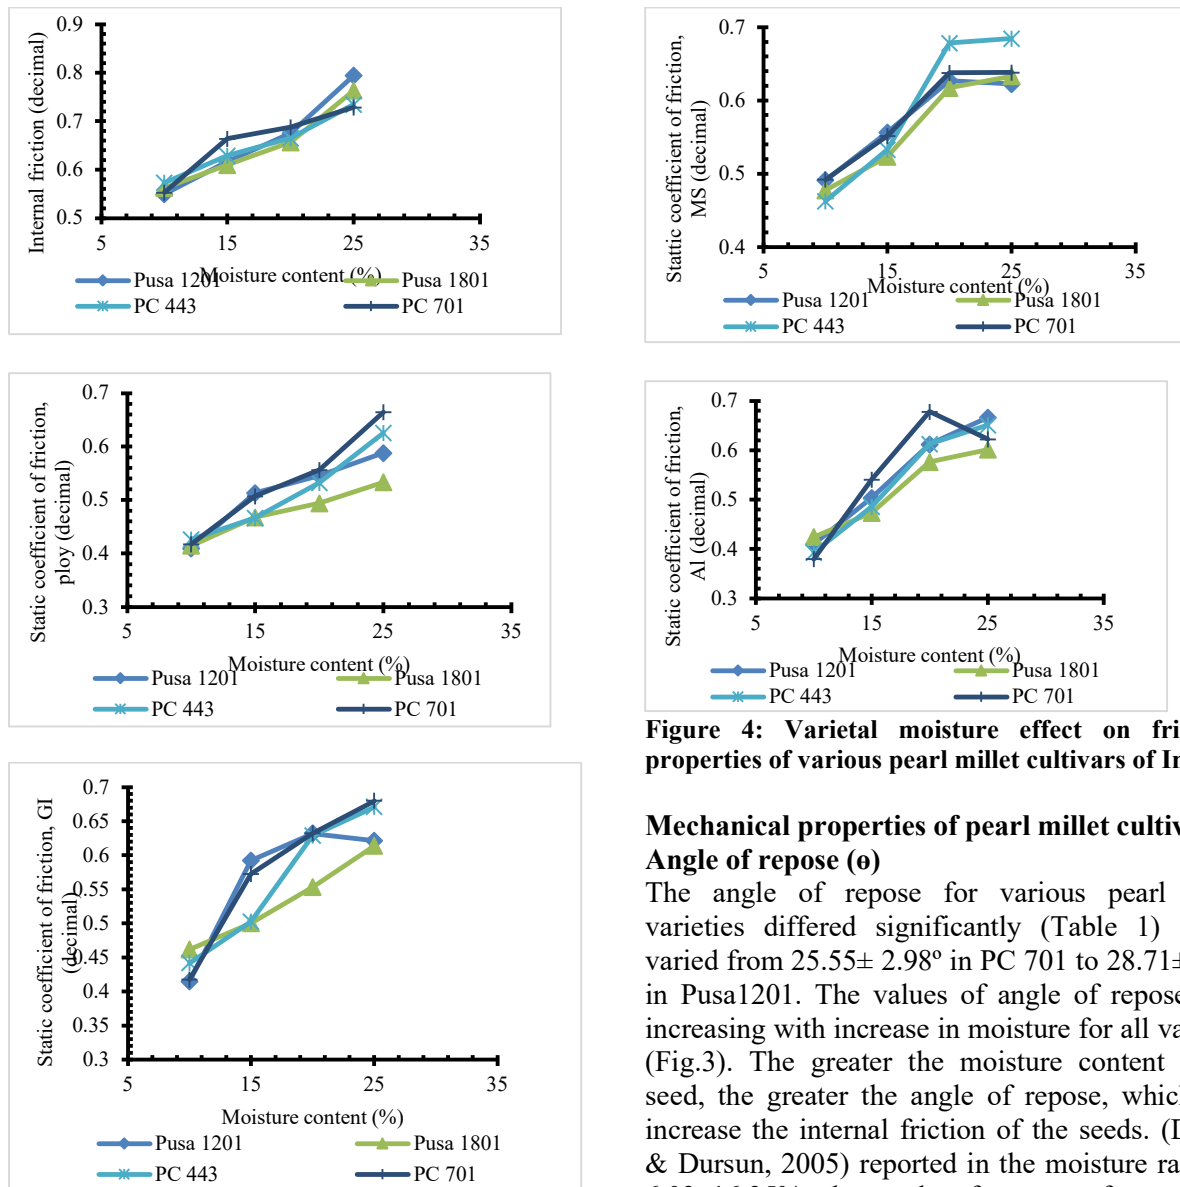 0.9
0.8
0.7
0.6
0.5
5 15 25 35
Internal friction (decimal)
Moisture content (%)
Pusa 1201 Pusa 1801
PC 443 PC 701
0.7
0.6
0.5
0.4
0.3
5 15 25 35
Static coefficient of friction,
ploy (decimal)
Moisture content (%)
Pusa 1201 Pusa 1801
PC 443 PC 701
0.7
0.65
0.6
0.55
0.5
0.45
0.4
0.35
0.3
5 15 25 35
Static coefficient of friction, GI
(decimal)
Moisture content (%)
Pusa 1201 Pusa 1801
PC 443 PC 701
0.7
0.6
0.5
0.4
5 15 25 35
Stattic coefficient of friction,
MS (decimal)
Moisture content (%)
Pusa 1201 Pusa 1801
PC 443 PC 701
0.7
0.6
0.5
0.4
0.3
5 15 25 35
Static coefficient of friction,
Al (decimal)
Moisture content (%)
Pusa 1201 Pusa 1801
PC 443 PC 701
Figure 4: Varietal moisture effect on fri
properties of various pearl millet cultivars of In
Mechanical properties of pearl millet cultiv
Angle of repose (ɵ)
The angle of repose for various pearl
varieties differed significantly (Table 1)
varied from 25.55± 2.98º in PC 701 to 28.71±
in Pusa1201. The values of angle of repose
increasing with increase in moisture for all va
(Fig.3). The greater the moisture content
seed, the greater the angle of repose, which
increase the internal friction of the seeds. (D
& Dursun, 2005) reported in the moisture ra